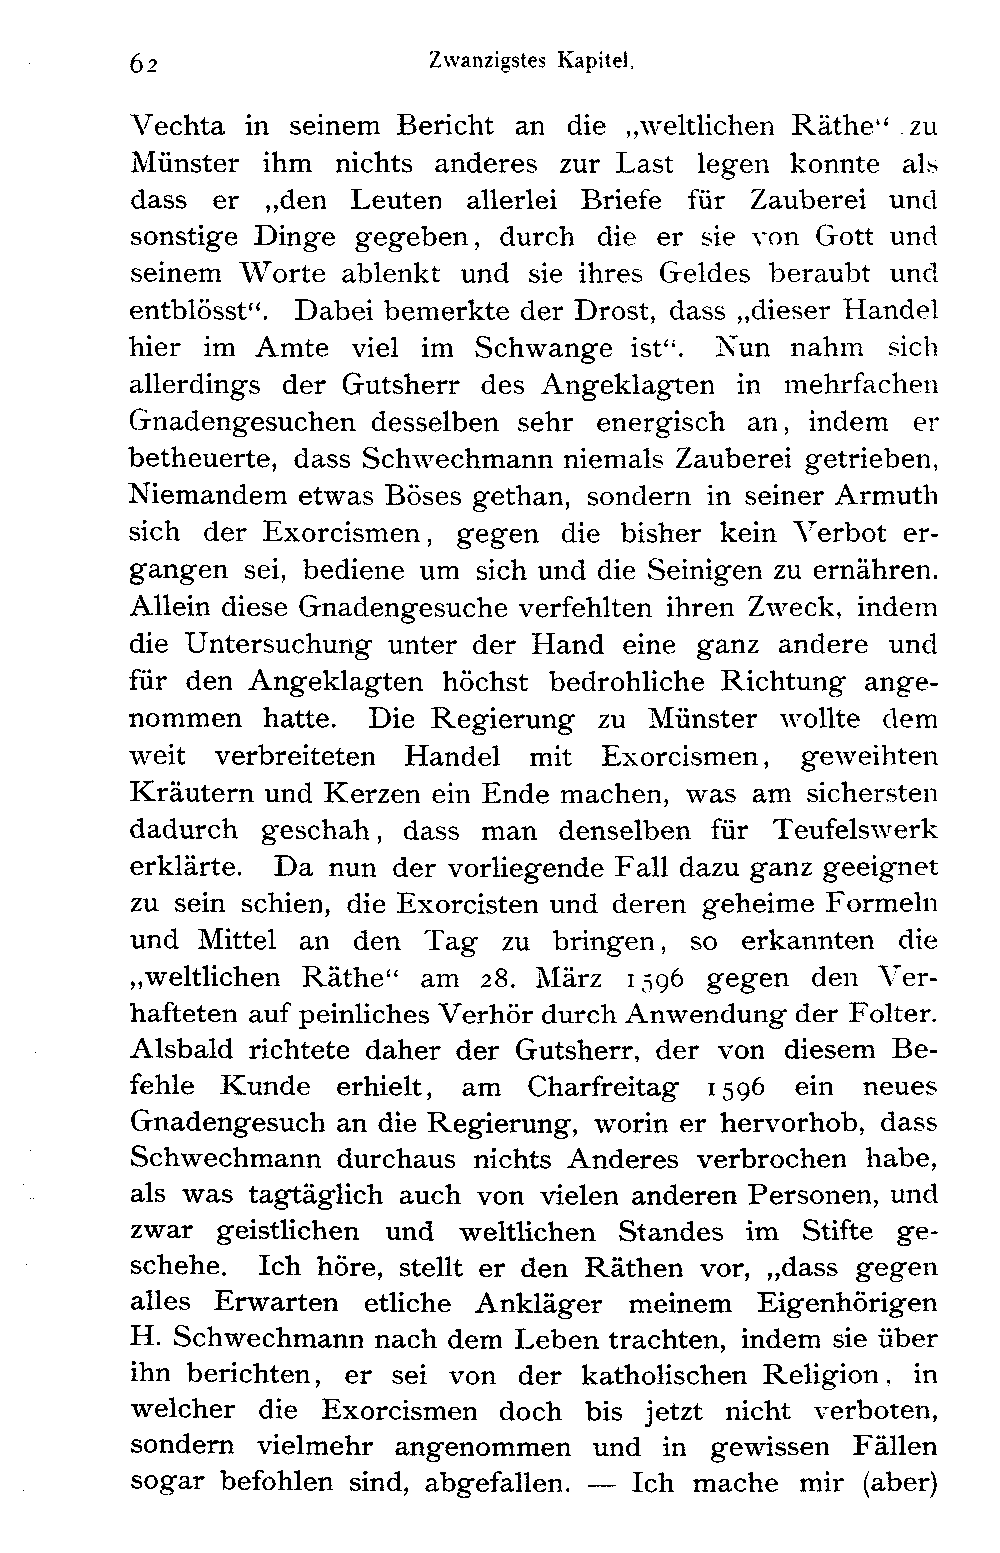 62 Zwanzigstes Kapitel.
Vechta in seinem Bericht an die „weltlichen Räthe“ zu
Münster ihm nichts anderes zur Last legen konnte als
dass er „den Leuten allerlei Briefe für Zauberei und
sonstige Dinge gegeben, durch die er sie von Gott und
seinem Worte ablenkt und sie ihres Geldes beraubt und
entblösst“. Dabei bemerkte der Drost, dass „dieser Handel
hier im Amte viel im Schwange ist“. Nun nahm sich
allerdings der Gutsherr des Angeklagten in mehrfachen
Gnadengesuchen desselben sehr energisch an, indem er
betheuerte, dass Schwechmann niemals Zauberei getrieben,
Niemandem etwas Böses gethan, sondern in seiner Armuth
sich der Exorcismen, gegen die bisher kein Verbot er-
gangen sei, bediene um sich und die Seinigen zu ernähren.
Allein diese Gnadengesuche verfehlten ihren Zweck, indem
die Untersuchung unter der Hand eine ganz andere und
für den Angeklagten höchst bedrohliche Richtung ange-
nommen hatte. Die Regierung zu Münster wollte dem
weit verbreiteten Handel mit Exorcismen, geweihten
Kräutern und Kerzen ein Ende machen, was am sichersten
dadurch geschah, dass man denselben für Teufelswerk
erklärte. Da nun der vorliegende Fall dazu ganz geeignet
zu sein schien, die Exorcisten und deren geheime Formeln
und Mittel an den Tag zu bringen, so erkannten die
„weltlichen Räthe“ am 28. März 1596 gegen den Ver-
hafteten auf peinliches Verhör durch Anwendung der Folter.
Alsbald richtete daher der Gutsherr, der von diesem Be-
fehle Kunde erhielt, am Charfreitag 1596 ein neues
Gnadengesuch an die Regierung, worin er hervorhob, dass
Schwechmann durchaus nichts Anderes verbrochen habe,
als was tagtäglich auch von vielen anderen Personen, und
zwar geistlichen und weltlichen Standes im Stifte ge-
schehe. Ich höre, stellt er den Räthen vor, „dass gegen
alles Erwarten etliche Ankläger meinem Eigenhörigen
H. Schwechmann nach dem Leben trachten, indem sie über
ihn berichten, er sei von der katholischen Religion, in
welcher die Exorcismen doch bis jetzt nicht verboten,
sondern vielmehr angenommen und in gewissen Fällen
sogar befohlen sind, abgefallen. — Ich mache mir (aber)